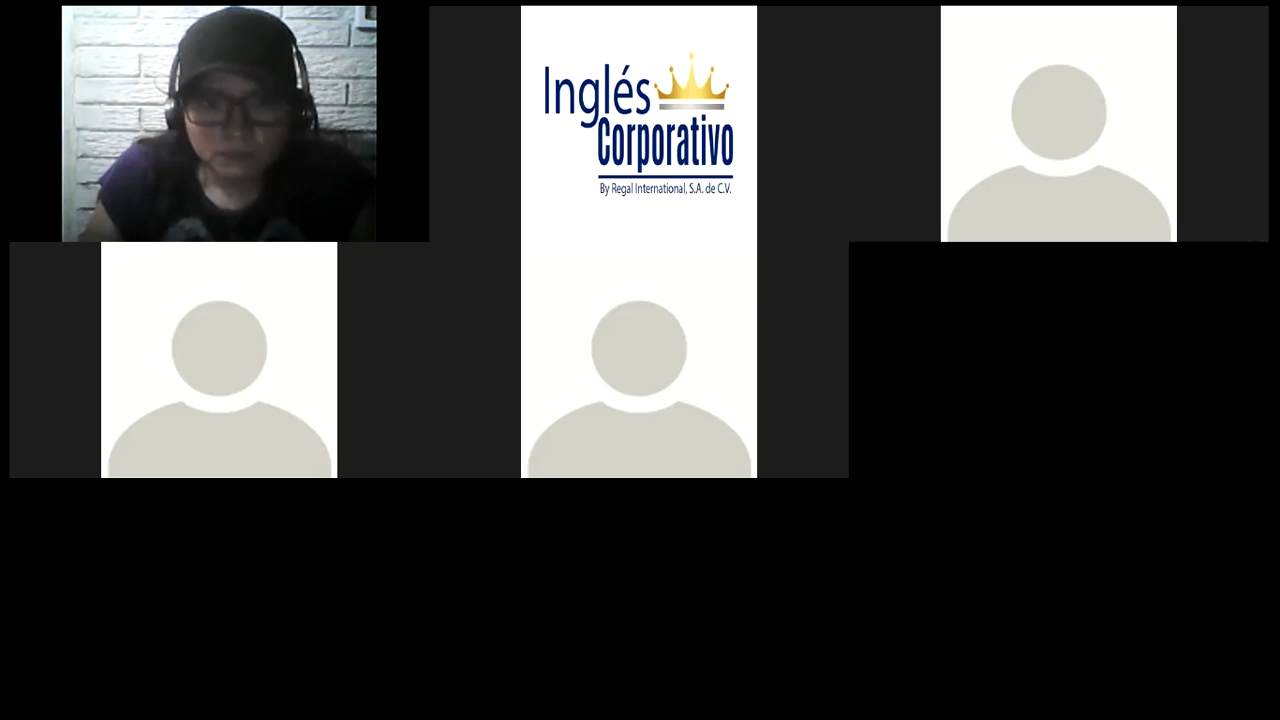 Inglés
Corporativo
By Regal International, S.A. de C.V.